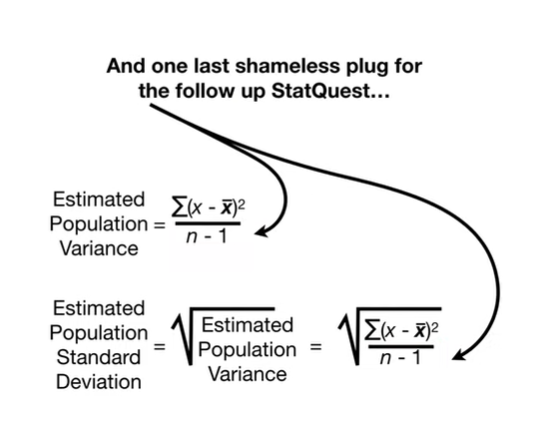 And one last shameless plug for
the follow up StatQuest...
Estimated
Population
Variance
=
∑(x - x̄)²
n - 1
Estimated
Population
Standard
Deviation
=
√
Estimated
Population
Variance
=
√
∑(x - x̄)²
n - 1